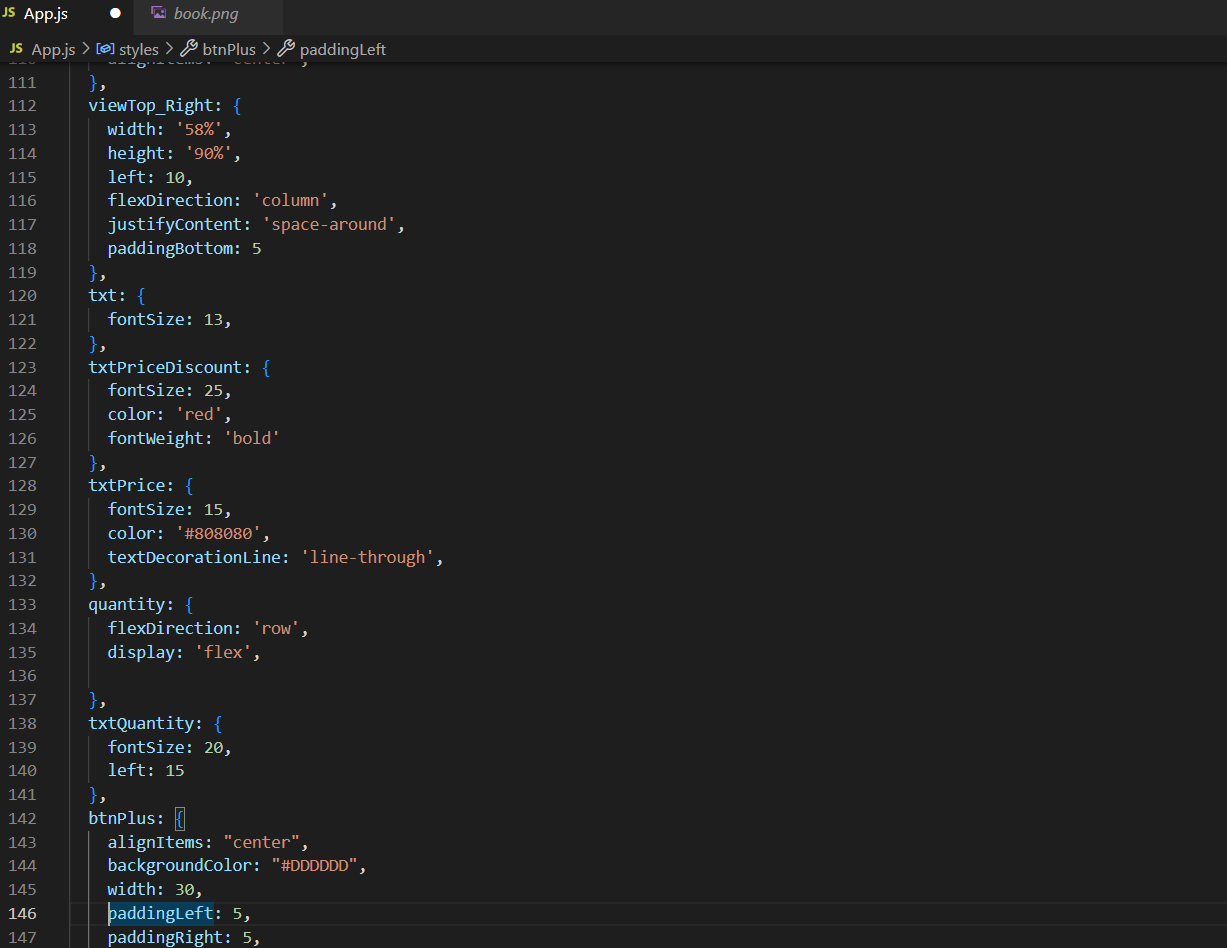 JS App.js ●
book.png
JS App.js > styles > btnPlus > paddingLeft
110 alignItems: "center",
111 },
112 viewTop_Right: {
113 width: '58%',
114 height: '90%',
115 left: 10,
116 flexDirection: 'column',
117 justifyContent: 'space-around',
118 paddingBottom: 5
119 },
120 txt: {
121 fontSize: 13,
122 },
123 txtPriceDiscount: {
124 fontSize: 25,
125 color: 'red',
126 fontWeight: 'bold'
127 },
128 txtPrice: {
129 fontSize: 15,
130 color: '#808080',
131 textDecorationLine: 'line-through',
132 },
133 quantity: {
134 flexDirection: 'row',
135 display: 'flex',
136
137 },
138 txtQuantity: {
139 fontSize: 20,
140 left: 15
141 },
142 btnPlus: {
143 alignItems: "center",
144 backgroundColor: "#DDDDDD",
145 width: 30,
146 paddingLeft: 5,
147 paddingRight: 5,